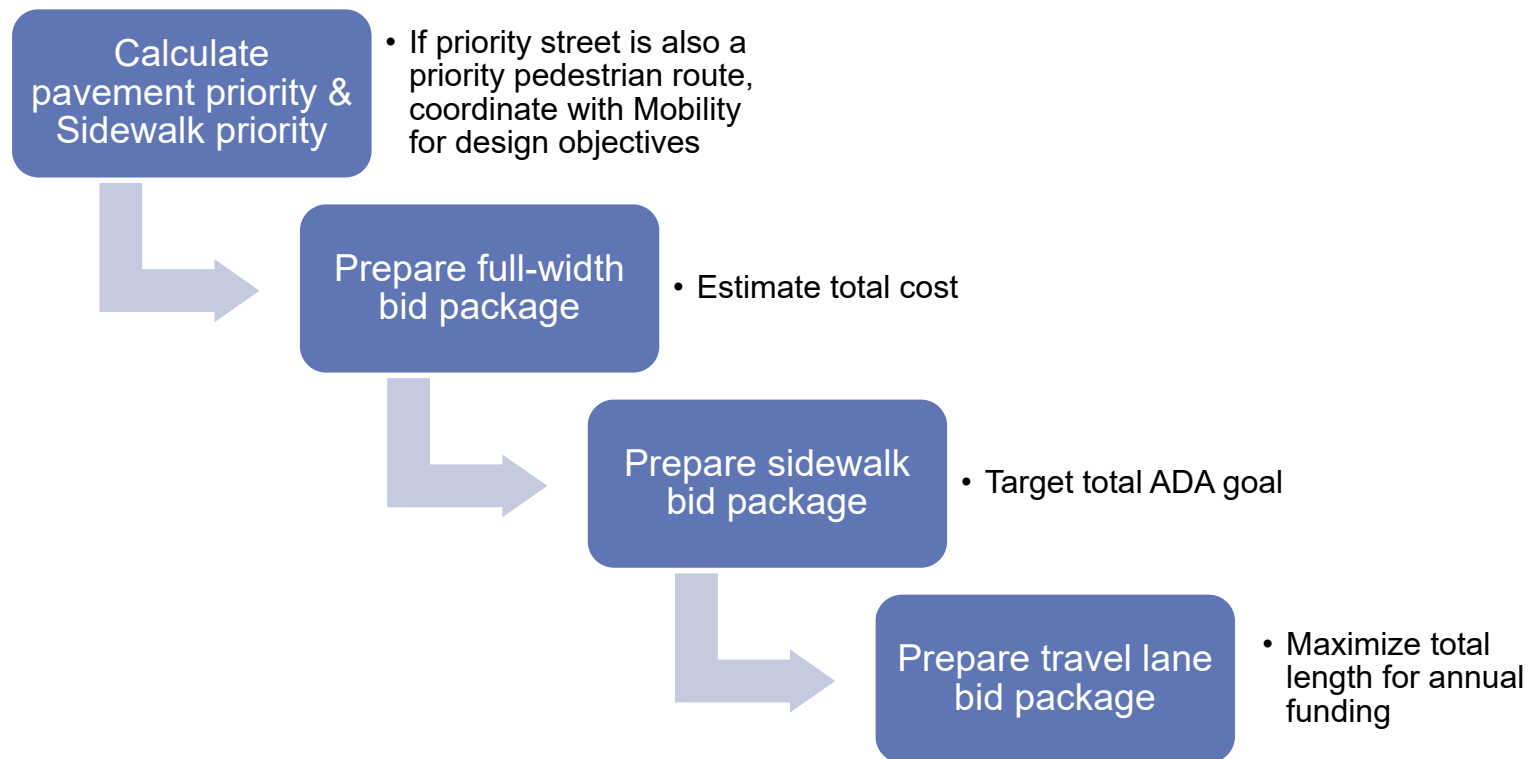 Calculate
pavement priority &
Sidewalk priority
• If priority street is also a
priority pedestrian route,
coordinate with Mobility
for design objectives
Prepare full-width
bid package
• Estimate total cost
Prepare sidewalk
bid package
• Target total ADA goal
Prepare travel lane
bid package
• Maximize total
length for annual
funding